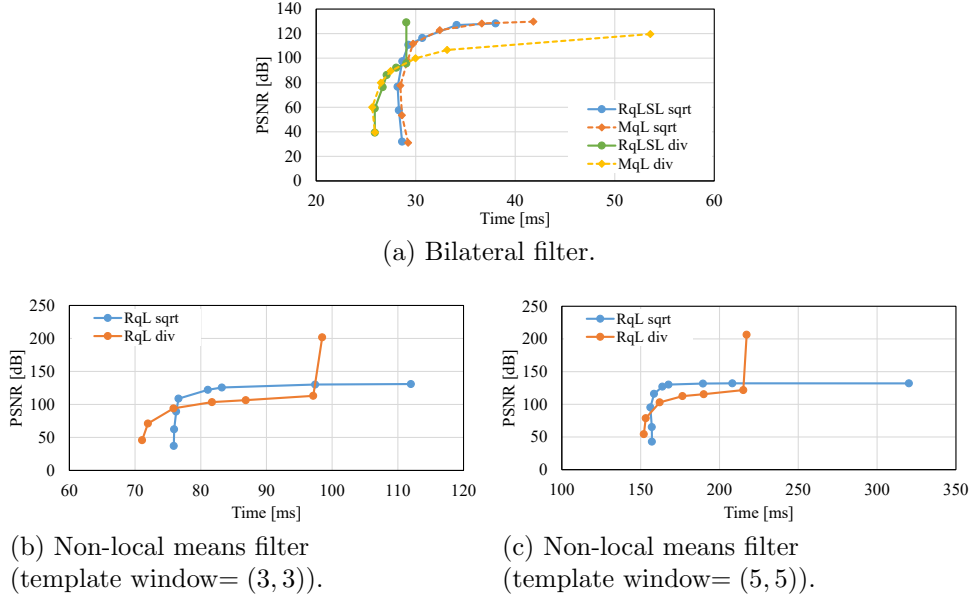 140
120
100
80
60
40
20
0
PSNR [dB]
RqLSL sqrt
MqL sqrt
RqLSL div
MqL div
20 30 40 50 60
Time [ms]
(a) Bilateral filter.
250
200
150
100
50
0
PSNR [dB]
RqL sqrt
RqL div
60 70 80 90 100 110 120
Time [ms]
(b) Non-local means filter
(template window= (3, 3)).
250
200
150
100
50
0
PSNR [dB]
RqL sqrt
RqL div
100 150 200 250 300 350
Time [ms]
(c) Non-local means filter
(template window= (5, 5)).